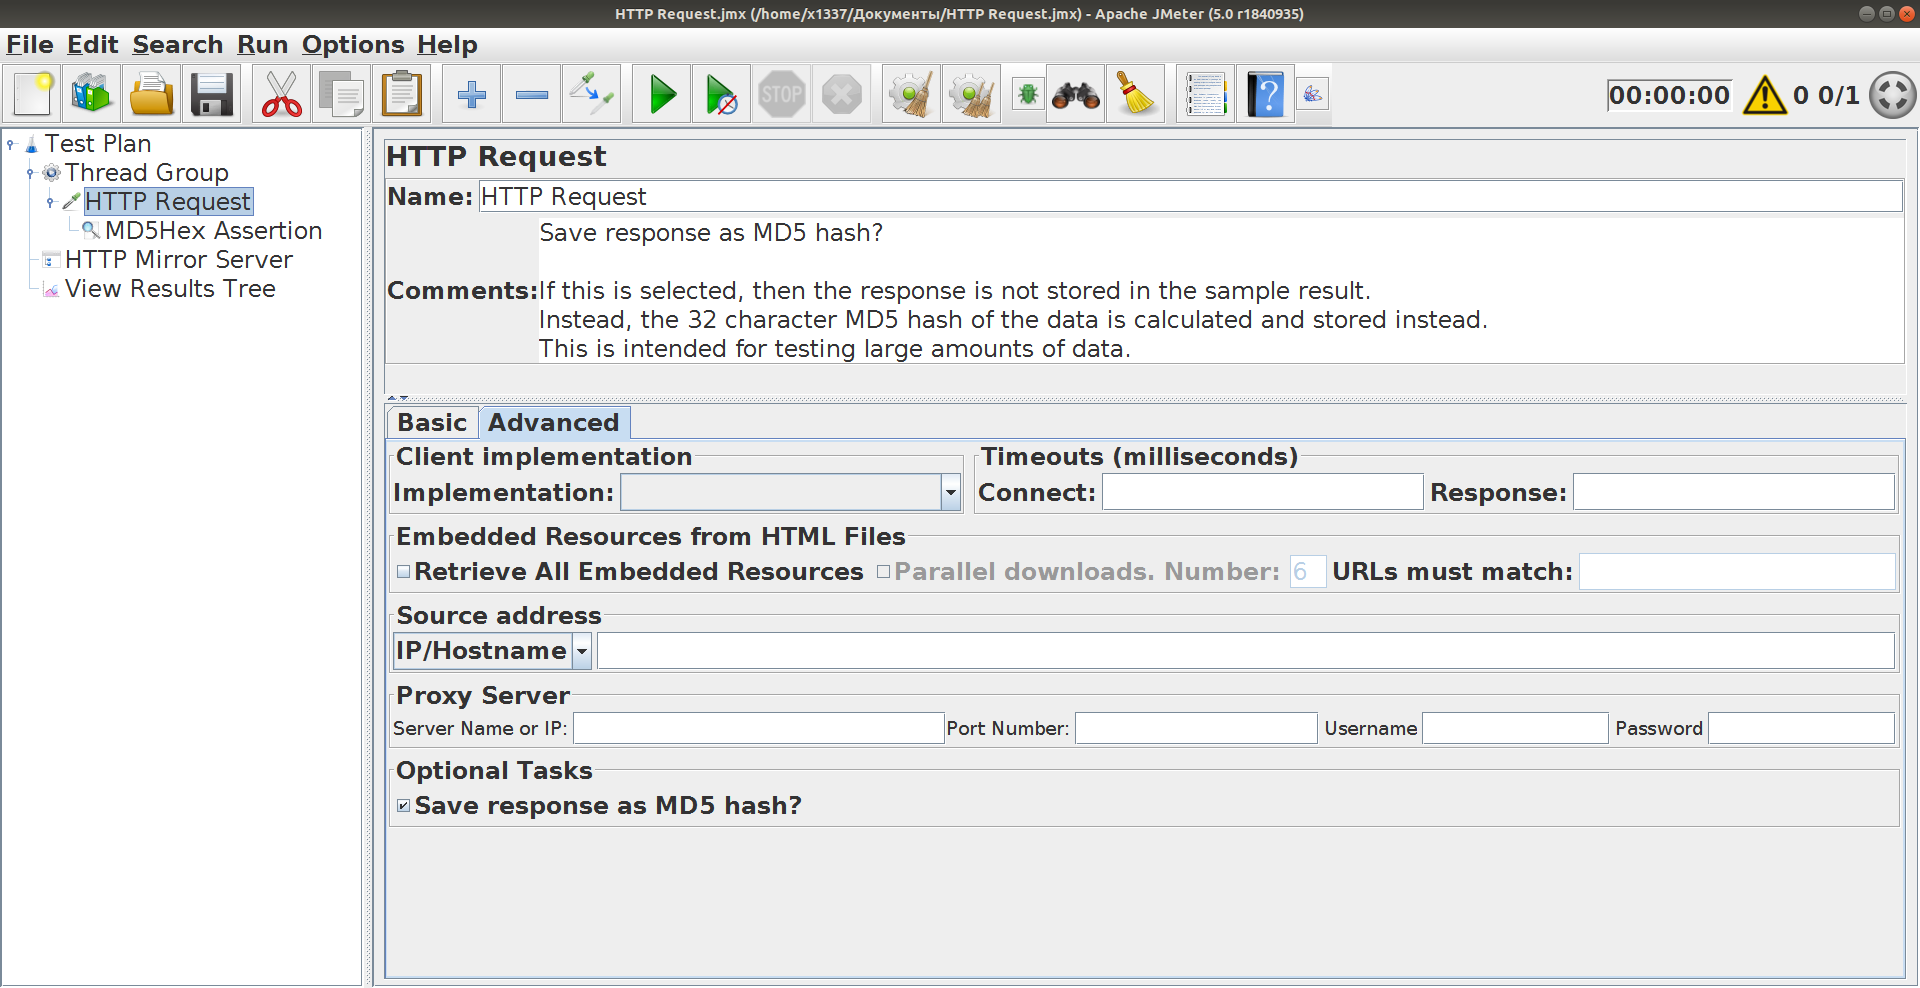 HTTP Request.jmx (/home/x1337/Документы/HTTP Request.jmx) - Apache JMeter (5.0 r1840935)
File Edit Search Run Options Help
STOP
?
00:00:00 0 0/1
Test Plan
Thread Group
HTTP Request
MD5Hex Assertion
HTTP Mirror Server
View Results Tree
HTTP Request
Name: HTTP Request
Comments:
Save response as MD5 hash?
If this is selected, then the response is not stored in the sample result.
Instead, the 32 character MD5 hash of the data is calculated and stored instead.
This is intended for testing large amounts of data.
Basic Advanced
Client implementation
Implementation:
Timeouts (milliseconds)
Connect: Response:
Embedded Resources from HTML Files
Retrieve All Embedded Resources Parallel downloads. Number: 6 URLs must match:
Source address
IP/Hostname
Proxy Server
Server Name or IP: Port Number: Username Password
Optional Tasks
Save response as MD5 hash?